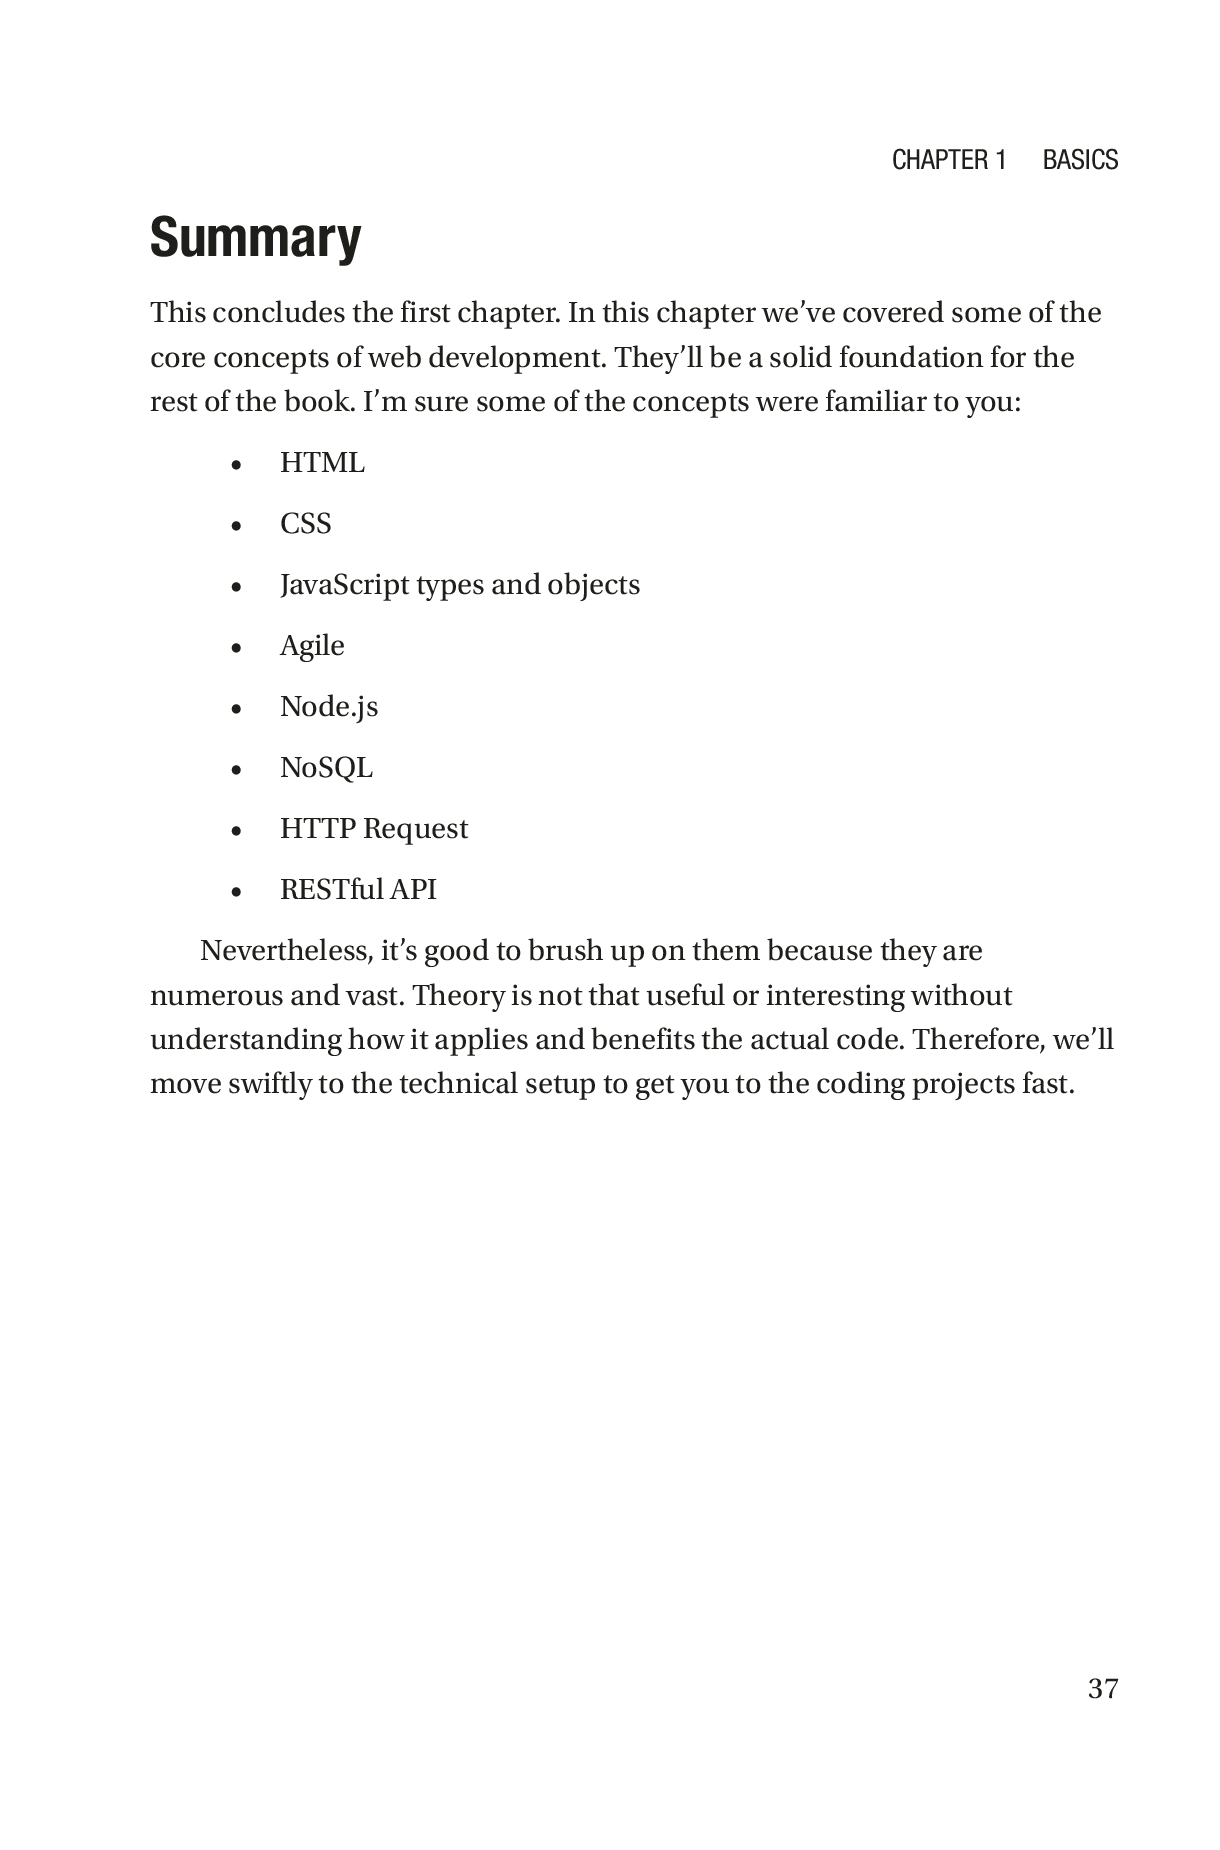 CHAPTER 1 BASICS
Summary
This concludes the first chapter. In this chapter we’ve covered some of the
core concepts of web development. They’ll be a solid foundation for the
rest of the book. I’m sure some of the concepts were familiar to you:
• HTML
• CSS
• JavaScript types and objects
• Agile
• Node.js
• NoSQL
• HTTP Request
• RESTful API
Nevertheless, it’s good to brush up on them because they are
numerous and vast. Theory is not that useful or interesting without
understanding how it applies and benefits the actual code. Therefore, we’ll
move swiftly to the technical setup to get you to the coding projects fast.
37